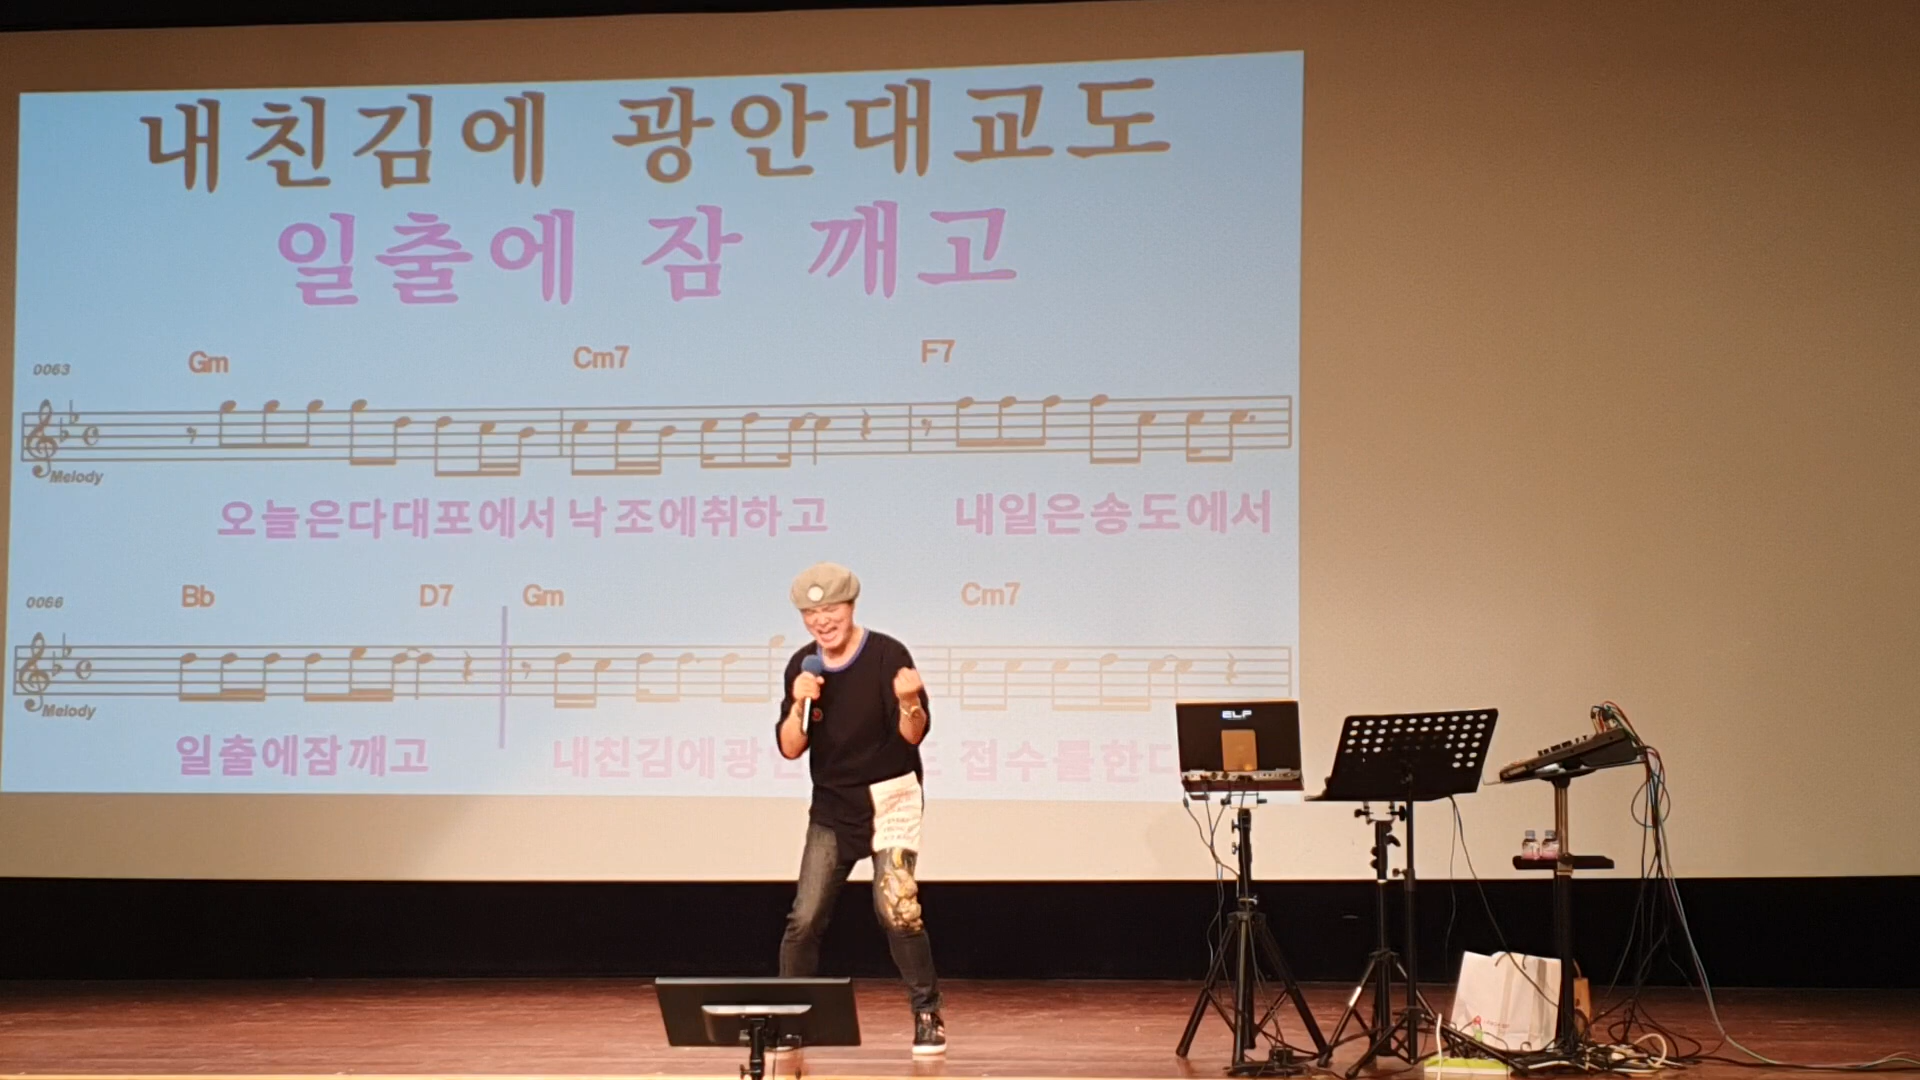 내친김에 광안대교도
일출에 잠 깨고
0063 Gm Cm7 F7
Melody
오늘은다대포에서 낙조에취하고 내일은송도에서
0066 Bb D7 Gm Cm7
Melody
일출에잠깨고 내친김에광 접수를한다
ELP